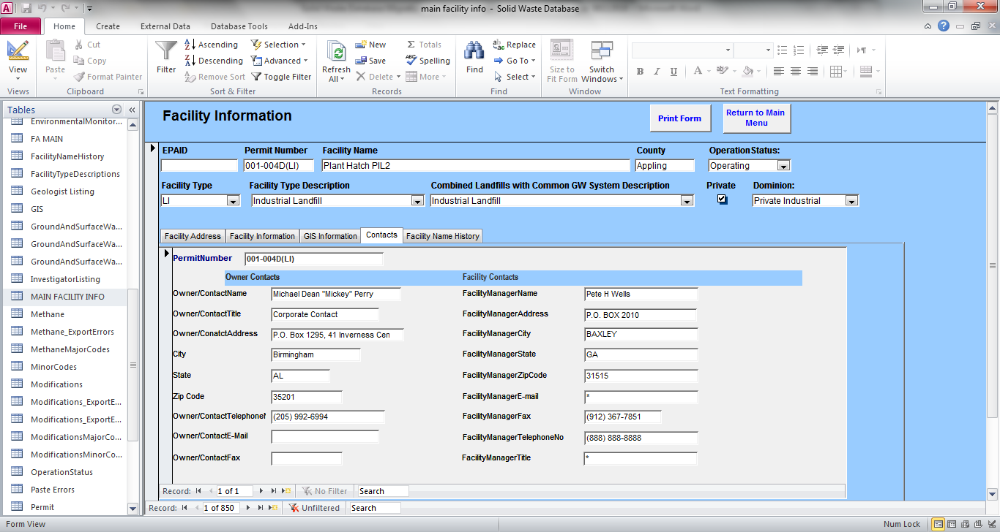 main facility info - Solid Waste Database
File Home Create External Data Database Tools Add-Ins
View Paste Cut Copy Format Painter Filter Ascending Descending Remove Sort Selection Advanced Toggle Filter Refresh All New Save Delete Totals Spelling More Find Replace Go To Select Size to Fit Form Switch Windows
Views Clipboard Sort & Filter Records Find Window Text Formatting
Tables
EnvironmentalMonitor...
FA MAIN
FacilityNameHistory
FacilityTypeDescriptions
Geologist Listing
GIS
GroundAndSurfaceWa...
GroundAndSurfaceWa...
GroundAndSurfaceWa...
InvestigatorListing
MAIN FACILITY INFO
Methane
Methane_ExportErrors
MethaneMajorCodes
MinorCodes
Modifications
Modifications_ExportE...
Modifications_ExportE...
ModificationsMajorCo...
ModificationsMinorCo...
OperationStatus
Paste Errors
Permit
Facility Information
Print Form
Return to Main
Menu
EPAID Permit Number Facility Name County OperationStatus:
001-004D(LI) Plant Hatch PIL2 Appling Operating
Facility Type Facility Type Description Combined Landfills with Common GW System Description Private Dominion:
LI Industrial Landfill Industrial Landfill Private Industrial
Facility Address Facility Information GIS Information Contacts Facility Name History
PermitNumber 001-004D(LI)
Owner Contacts Facility Contacts
Owner/ContactName Michael Dean "Mickey" Perry FacilityManagerName Pete H Wells
Owner/ContactTitle Corporate Contact FacilityManagerAddress P.O. BOX 2010
Owner/ConatctAddress P.O. Box 1295, 41 Inverness Cen FacilityManagerCity BAXLEY
City Birmingham FacilityManagerState GA
State AL FacilityManagerZipCode 31515
Zip Code 35201 FacilityManagerE-mail *
Owner/ContactTelephoneN (205) 992-6994 FacilityManagerFax (912) 367-7851
Owner/ContactE-Mail FacilityManagerTelephoneNo (888) 888-8888
Owner/ContactFax FacilityManagerTitle *
Record: 1 of 1 No Filter Search
Record: 1 of 850 Unfiltered Search
Form View Num Lock